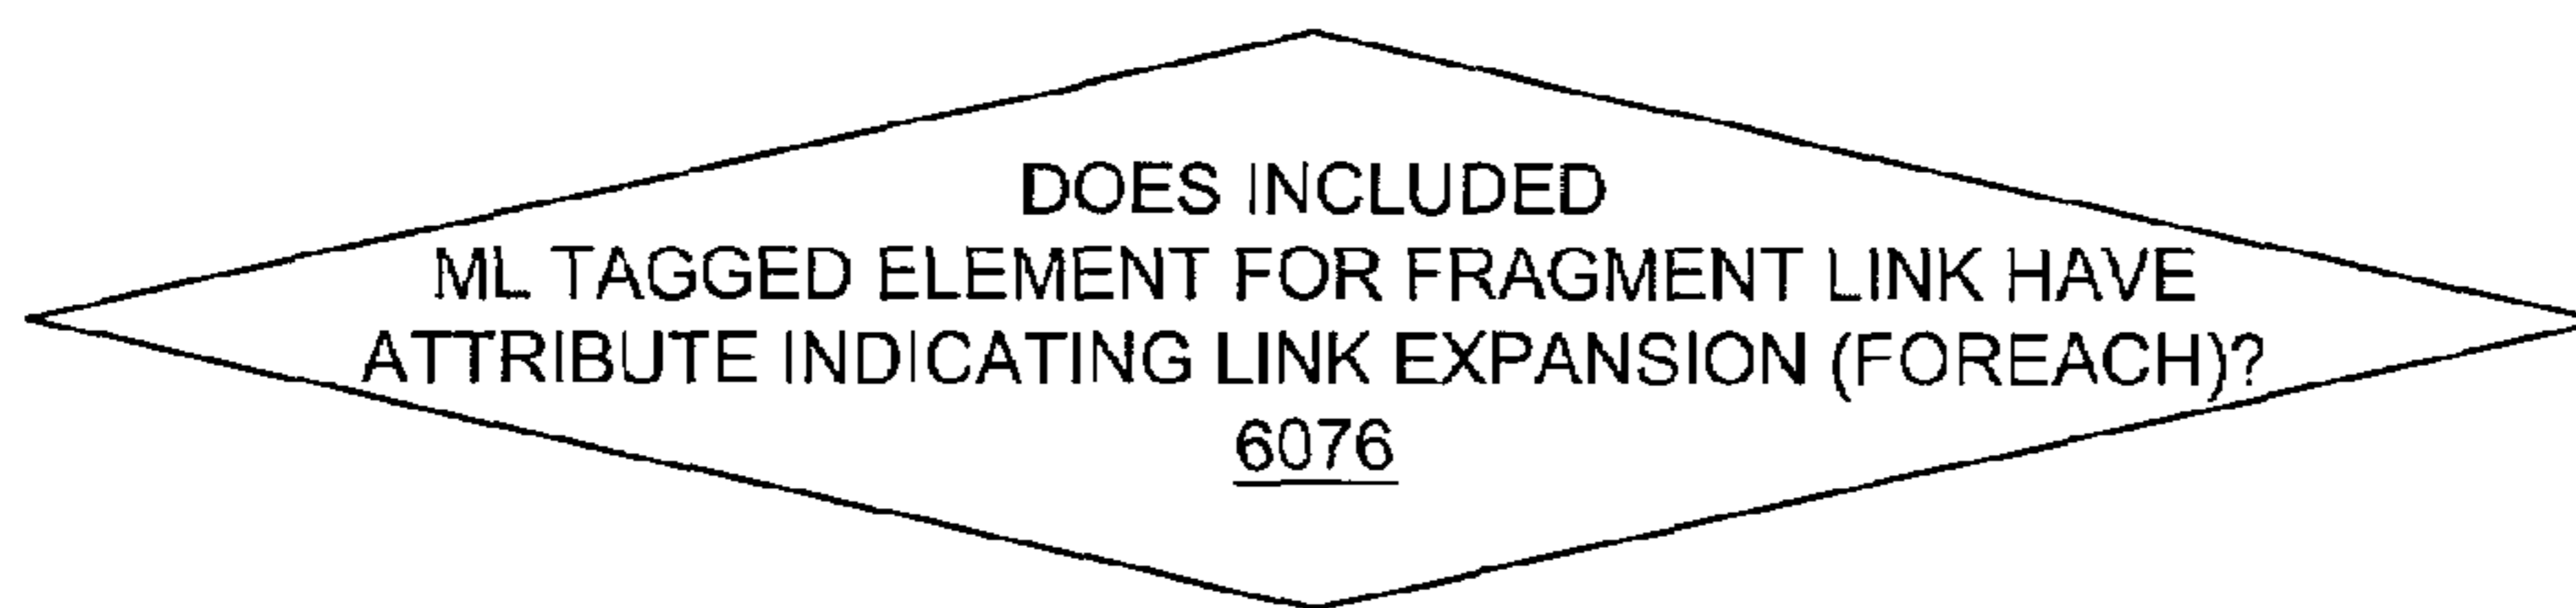 DOES INCLUDED
ML TAGGED ELEMENT FOR FRAGMENT LINK HAVE
ATTRIBUTE INDICATING LINK EXPANSION (FOREACH)?
6076